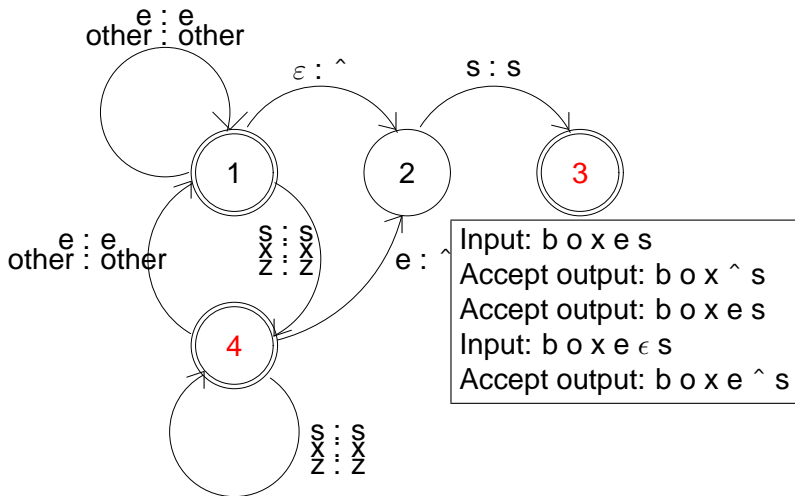 e : e
other : other
ε : ˆ
s : s
1
2
3
e : e
other : other
s : s
x : x
z : z
e : ˆ
4
s : s
x : x
z : z
Input: b o x e s
Accept output: b o x ˆ s
Accept output: b o x e s
Input: b o x e ϵ s
Accept output: b o x e ˆ s